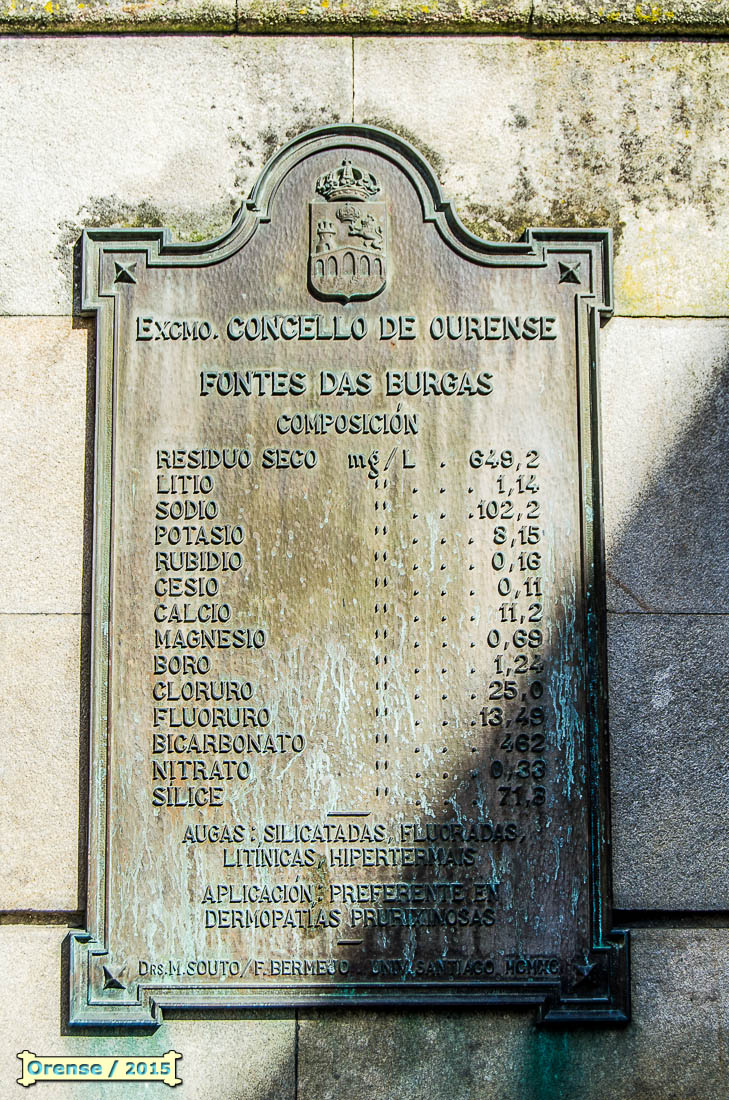 EXCMO. CONCELLO DE OURENSE
FONTES DAS BURGAS
COMPOSICIÓN
RESIDUO SECO mg/L . 649,2
LITIO " . . . 1,14
SODIO " . . . 102,2
POTASIO " . . . 8,15
RUBIDIO " . . . 0,16
CESIO " . . . 0,11
CALCIO " . . . 11,2
MAGNESIO " . . . 0,69
BORO " . . . 1,24
CLORURO " . . . 25,0
FLUORURO " . . . 13,49
BICARBONATO " . . . 462
NITRATO " . . . 0,33
SILICE " . . . 71,3
AUGAS: SILICATADAS, FLUORADAS,
LITINICAS, HIPERTERMAIS
APLICACIÓN: PREFERENTE EN
DERMOPATÍAS PRURIXINOSAS
DRS. M. SOUTO/F. BERMEJO. UNIV. SANTIAGO.
Orense / 2015